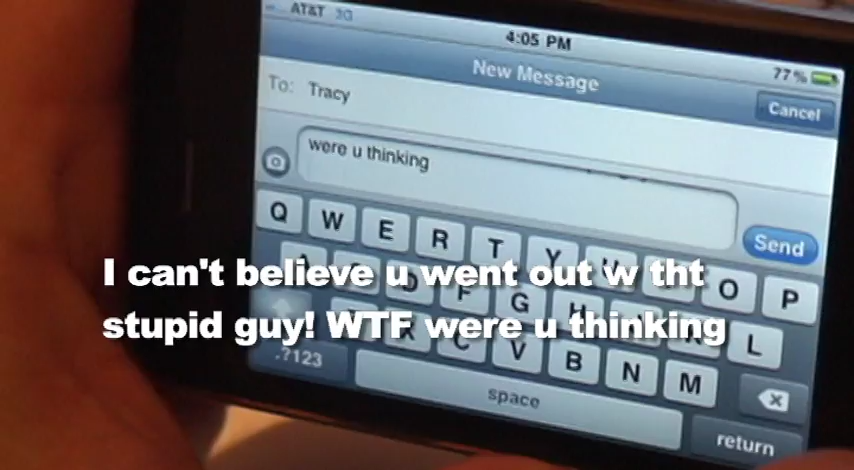 AT&T 3G
4:05 PM
77%
New Message
Cancel
To: Tracy
were u thinking
Send
Q W E R T Y U O P
D F G H L
C V B N M
.?123
space
return
I can't believe u went out w tht
stupid guy! WTF were u thinking